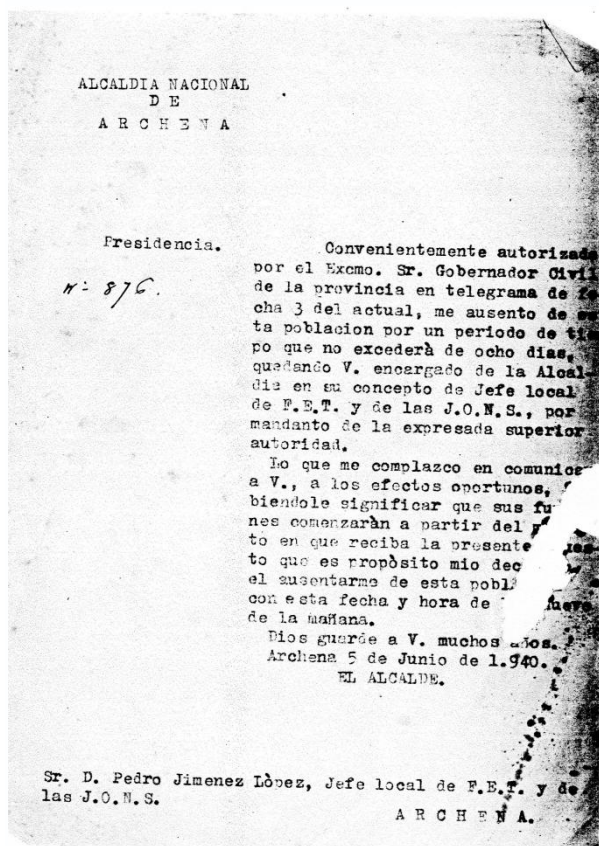 ALCALDIA NACIONAL
D E
A R C H E N A
Presidencia.
Nº 876.
Convenientemente autorizado
por el Excmo. Sr. Gobernador Civil
de la provincia en telegrama de fe
cha 3 del actual, me ausento de es
ta poblacion por un periodo de tiem
po que no excederà de ocho dias,
quedando V. encargado de la Alcal-
dia en su concepto de Jefe local
de F.E.T. y de las J.O.N.S., por
mandanto de la expresada superior
autoridad.
Lo que me complazco en comunicar
a V., a los efectos oportunos,
biendole significar que sus
nes comenzaràn a partir del
to en que reciba la presente
to que es propòsito mio
el ausentarme de esta
con esta fecha y hora de
de la mañana.
Dios guarde a V. muchos años.
Archena 5 de Junio de 1.940.
EL ALCALDE.
Sr. D. Pedro Jimenez Lòpez, Jefe local de F.E.T. y de
las J.O.N.S.
A R C H E N A.